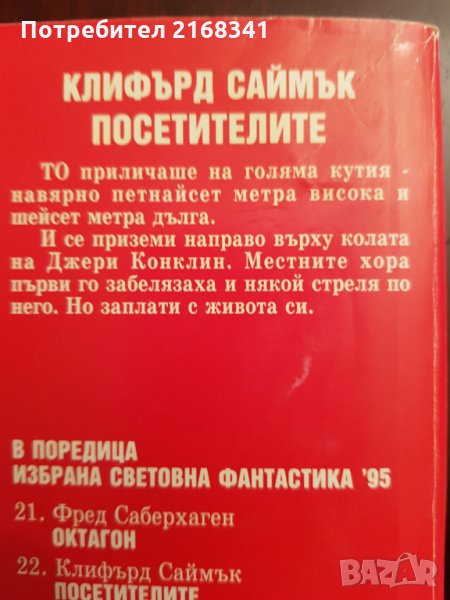 Потребител 2168341
КЛИФЪРД САЙМЪК
ПОСЕТИТЕЛИТЕ
ТО приличаше на голяма кутия -
навярно петнайсет метра висока и
шейсет метра дълга.
И се приземи направо върху колата
на Джери Конклин. Местните хора
първи го забелязаха и някой стреля по
него. Но заплати с живота си.
В ПОРЕДИЦА
ИЗБРАНА СВЕТОВНА ФАНТАСТИКА '95
21. Фред Саберхаген
ОКТАГОН
22. Клифърд Саймък
ПОСЕТИТЕЛИТЕ
BAZAR